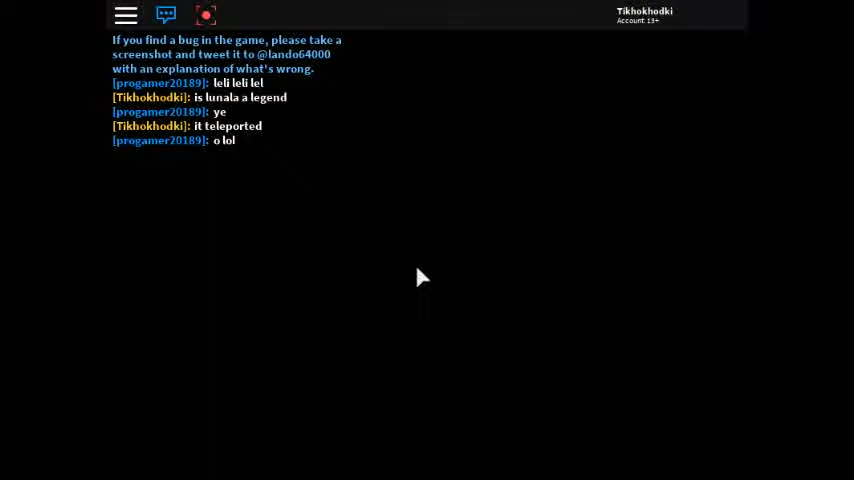 Tikhokhodki
Account: 13+
If you find a bug in the game, please take a
screenshot and tweet it to @lando64000
with an explanation of what's wrong.
[progamer20189]: leli leli lel
[Tikhokhodki]: is lunala a legend
[progamer20189]: ye
[Tikhokhodki]: it teleported
[progamer20189]: o lol